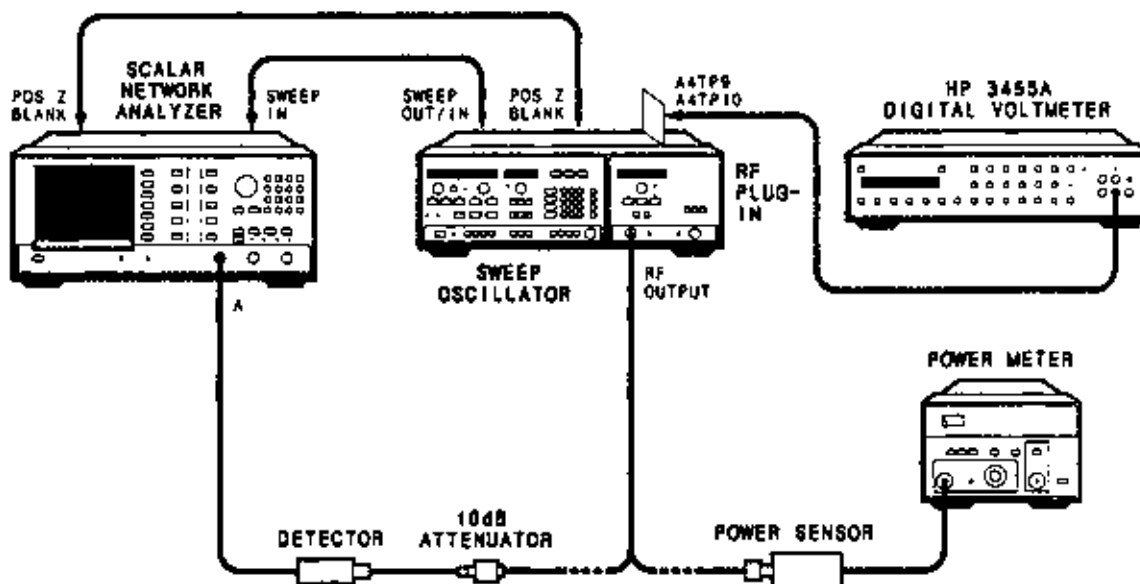 SCALAR
NETWORK
ANALYZER
POS Z
BLANK
SWEEP
IN
SWEEP
OUT/IN
POS Z
BLANK
A4TP9
A4TP10
HP 3455A
DIGITAL VOLTMETER
RF
PLUG-
IN
SWEEP
OSCILLATOR
RF
OUTPUT
A
POWER METER
DETECTOR
10dB
ATTENUATOR
POWER SENSOR